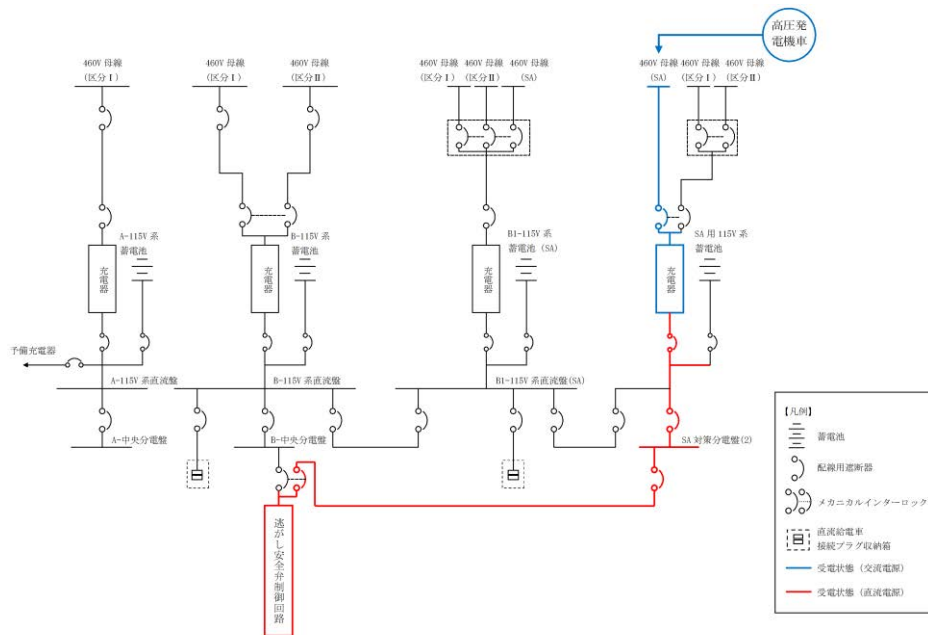 高圧発
電機車
460V 母線
(区分Ⅰ)
460V 母線
(区分Ⅰ)
460V 母線
(区分Ⅱ)
460V 母線
(区分Ⅰ)
460V 母線
(区分Ⅱ)
460V 母線
(SA)
460V 母線
(SA)
460V 母線
(区分Ⅰ)
460V 母線
(区分Ⅱ)
A-115V 系
蓄電池
B-115V 系
蓄電池
B1-115V 系
蓄電池 (SA)
SA 用 115V 系
蓄電池
充電器
充電器
充電器
充電器
予備充電器
A-115V 系直流盤
B-115V 系直流盤
B1-115V 系直流盤(SA)
A-中央分電盤
B-中央分電盤
SA 対策分電盤(2)
逃がし安全弁制御回路
【凡例】
蓄電池
配線用遮断器
メカニカルインターロック
直流給電車
接続プラグ収納箱
受電状態 (交流電源)
受電状態 (直流電源)